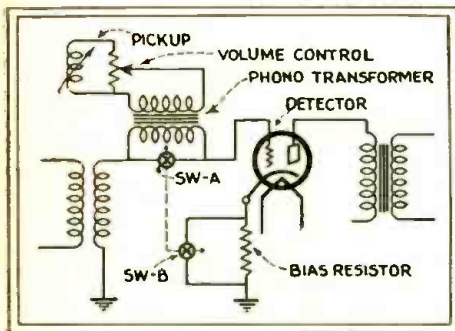 PICKUP
VOLUME CONTROL
PHONO TRANSFORMER
DETECTOR
SW-A
SW-B
BIAS RESISTOR